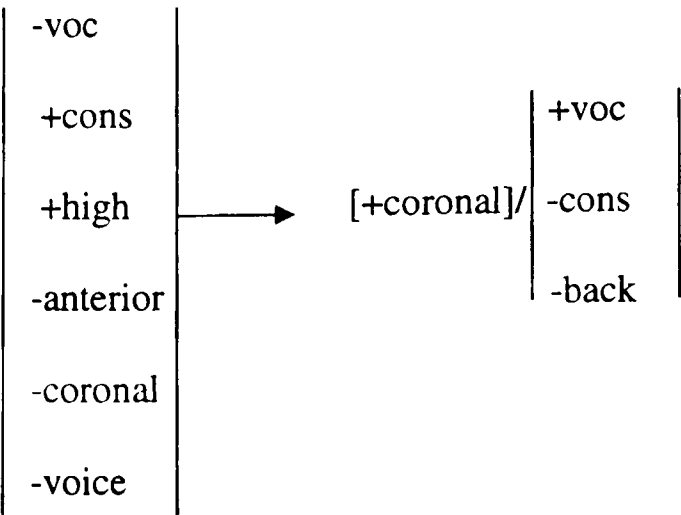 -voc
+cons
+high
-anterior
-coronal
-voice
[+coronal]/
+voc
-cons
-back